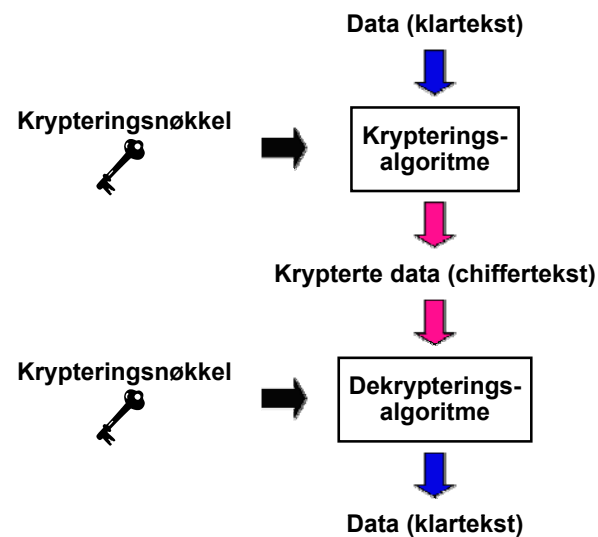 Data (klartekst)
Krypteringsnøkkel
Krypterings-
algoritme
Krypterte data (chiffertekst)
Krypteringsnøkkel
Dekrypterings-
algoritme
Data (klartekst)